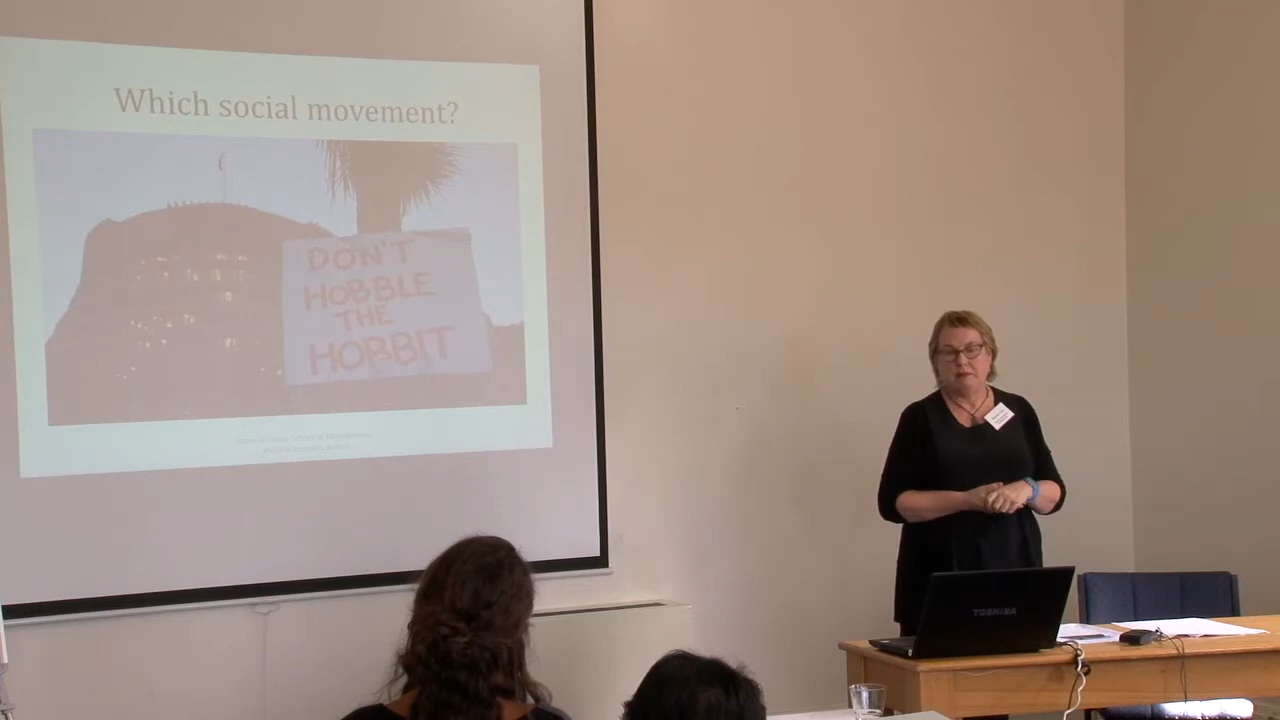 Which social movement?
DON'T
HOBBLE
THE
HOBBIT
TOSHIBA